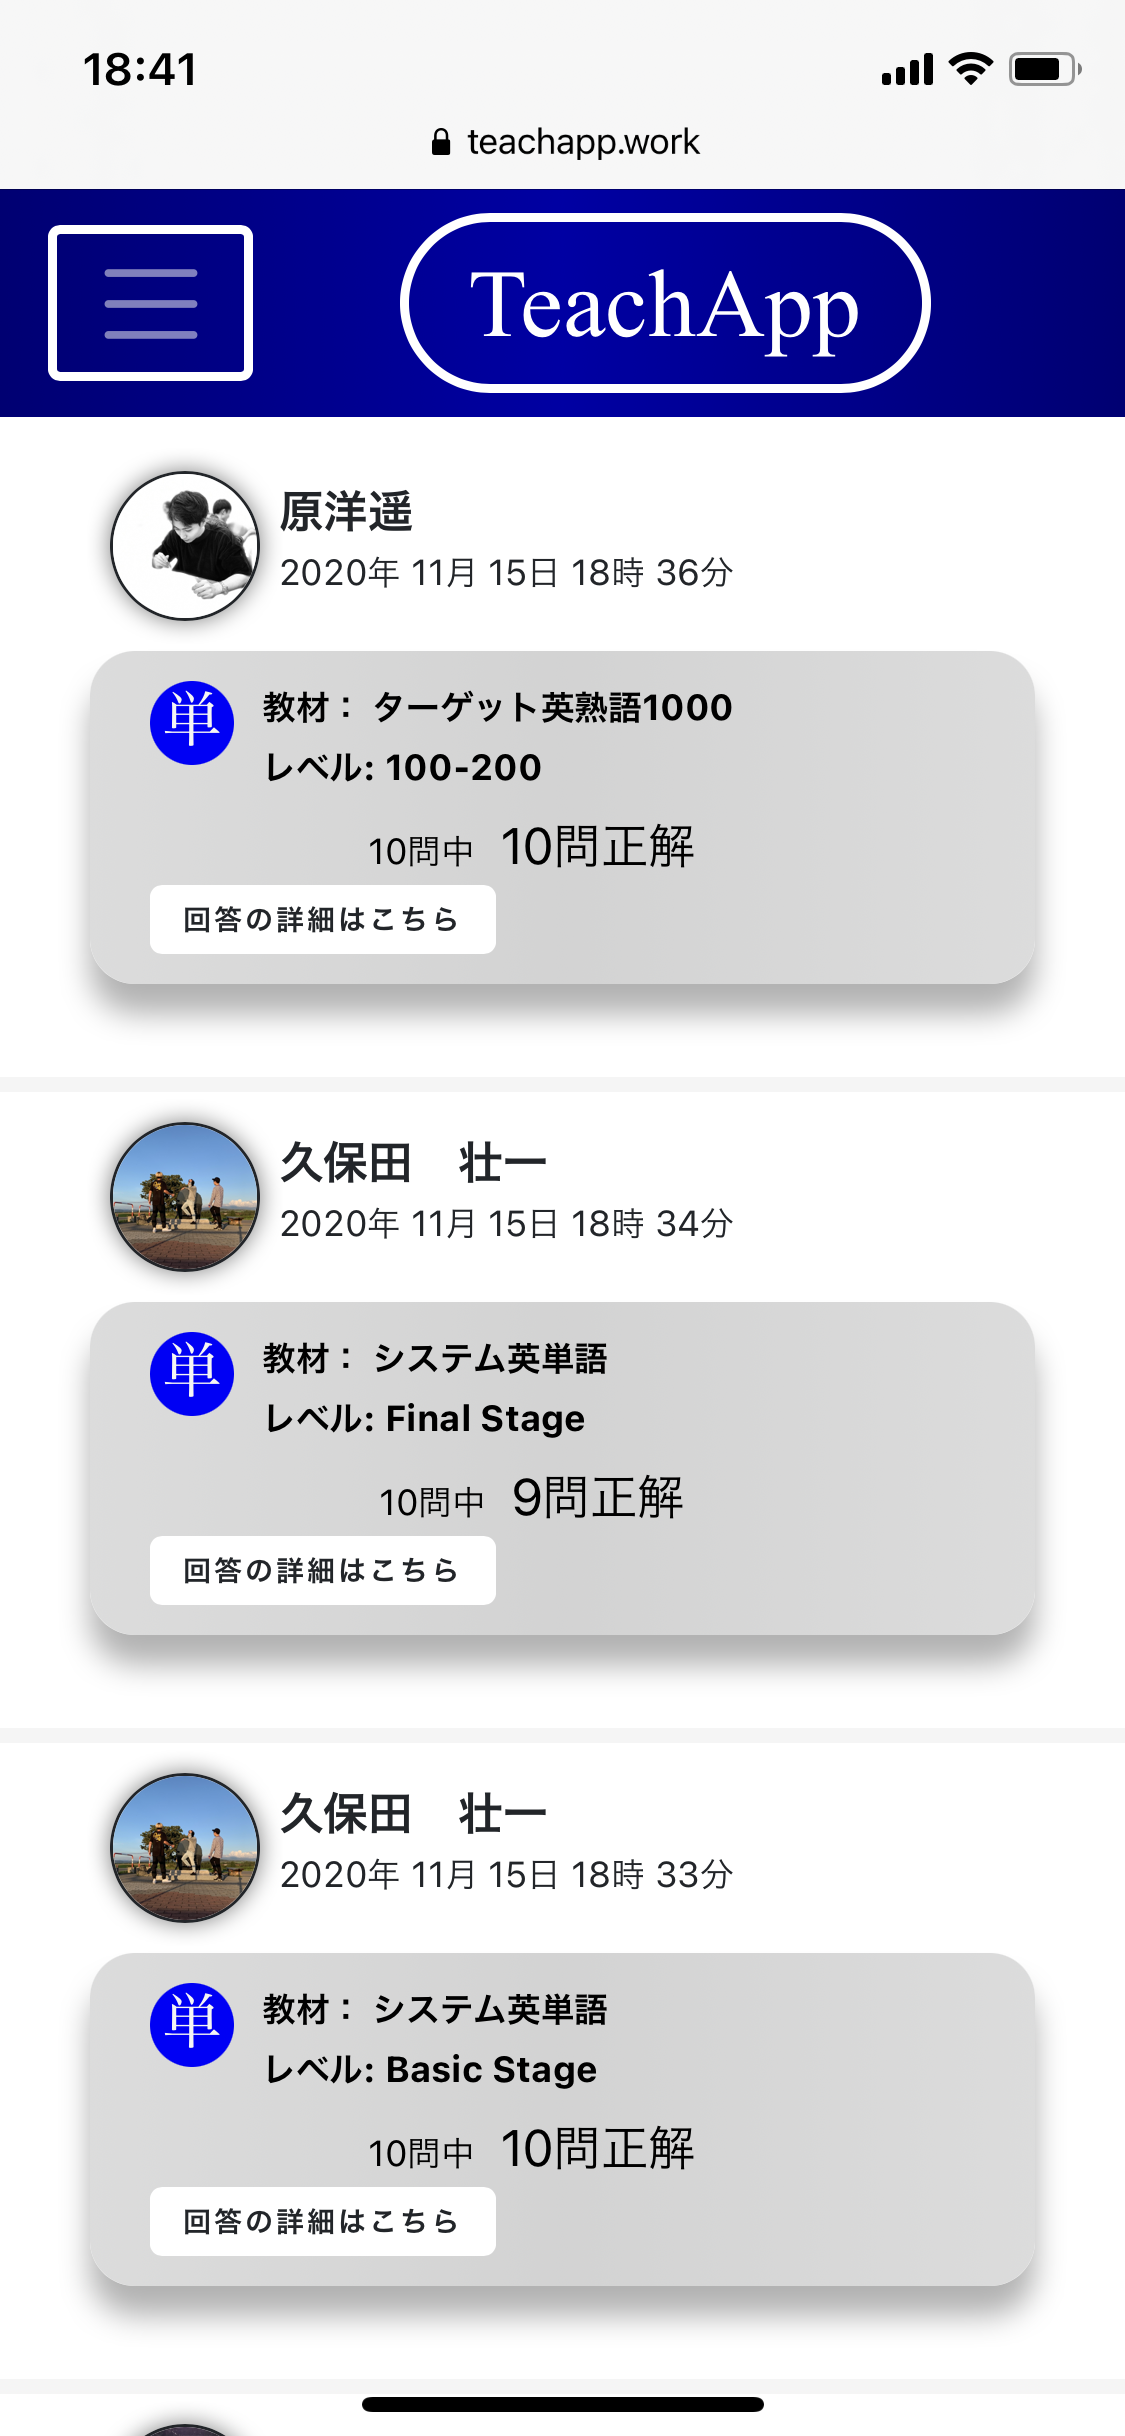 18:41
teachapp.work
TeachApp
原洋遥
2020年 11月 15日 18時 36分
単
教材： ターゲット英熟語1000
レベル: 100-200
10問中 10問正解
回答の詳細はこちら
久保田　壮一
2020年 11月 15日 18時 34分
単
教材： システム英単語
レベル: Final Stage
10問中 9問正解
回答の詳細はこちら
久保田　壮一
2020年 11月 15日 18時 33分
単
教材： システム英単語
レベル: Basic Stage
10問中 10問正解
回答の詳細はこちら